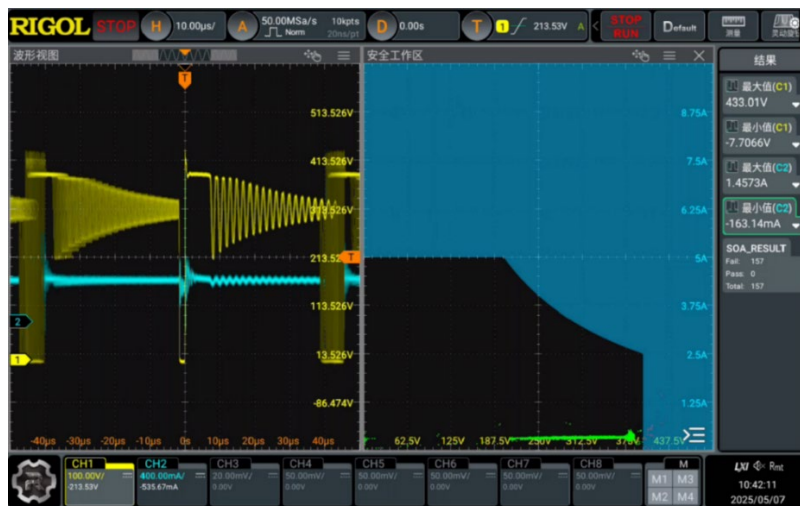 RIGOL STOP H 10.00μs/ A 50.00MSa/s 10kpts Norm 20ns/pt D 0.00s T 1 213.53V A STOP RUN Default 测量
波形视图
安全工作区
结果
513.526V
413.526V
213.52
T
113.526V
13.526V
-86.474V
-40μs -30μs -20μs -10μs 0s 10μs 20μs 30μs 40μs
2
1
8.75A
7.5A
6.25A
5A
3.75A
2.5A
1.25A
62.5V 125V 187.5V 250V 312.5V 375V 437.5V
最大值(C1)
433.01V
最小值(C1)
-7.7066V
最大值(C2)
1.4573A
最小值(C2)
-163.14mA
SOA_RESULT
Fail: 157
Pass: 0
Total: 157
CH1 CH2 CH3 CH4 CH5 CH6 CH7 CH8 M
100.00V/ 400.00mA/ 20.00mV/ 50.00mV/ 50.00mV/ 50.00mV/ 50.00mV/ 50.00mV/ M1 M3
-213.53V -535.67mA 0.00V 0.00V 0.00V 0.00V 0.00V 0.00V M2 M4
LXI Rmt
10:42:11
2025/05/07